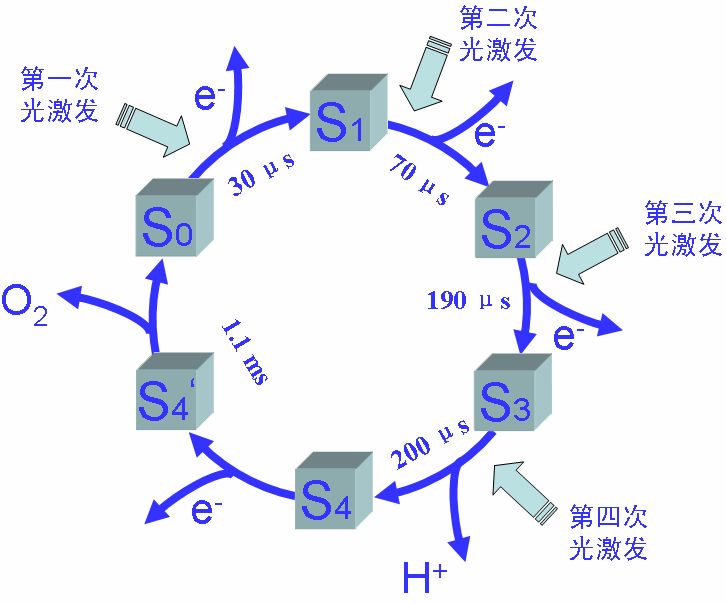 第一次
光激发
e-
30 μs
S1
第二次
光激发
e-
70 μs
S2
第三次
光激发
190 μs
e-
S3
200 μs
第四次
光激发
H+
S4
e-
S4‘
1.1 ms
O2
S0